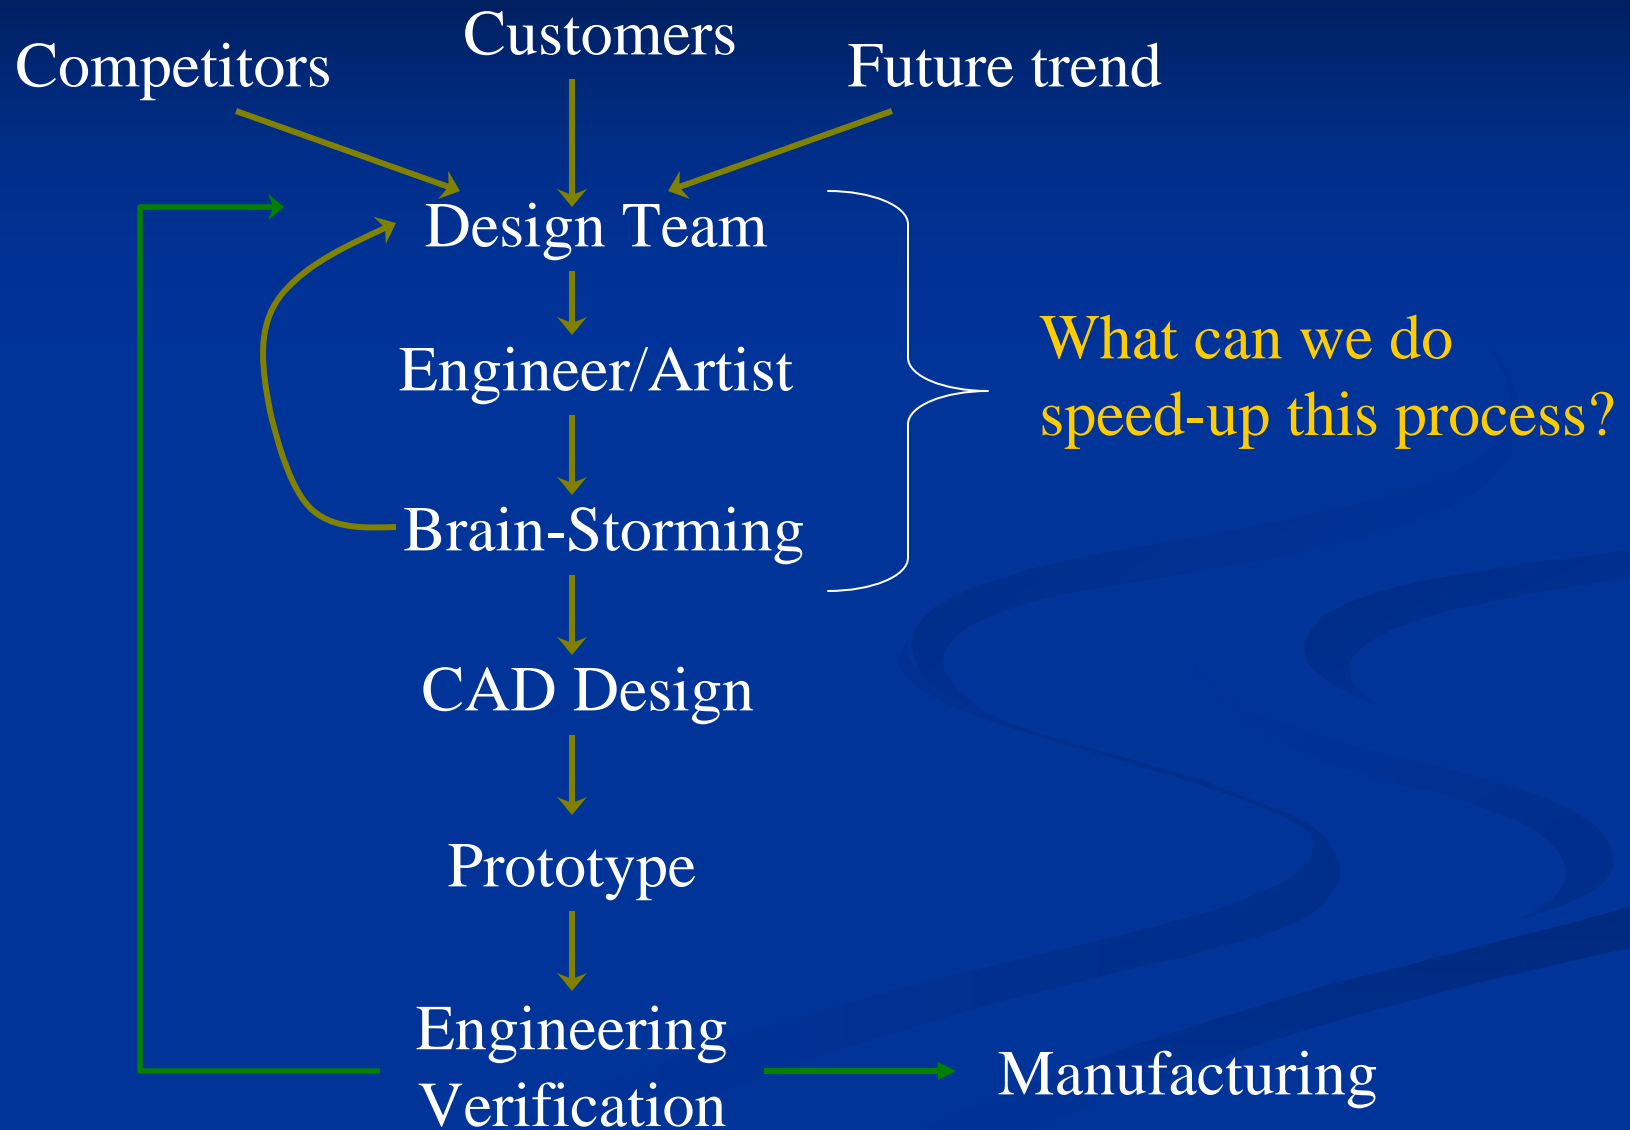 Competitors
Customers
Future trend
Design Team
Engineer/Artist
What can we do
speed-up this process?
Brain-Storming
CAD Design
Prototype
Engineering
Verification
Manufacturing